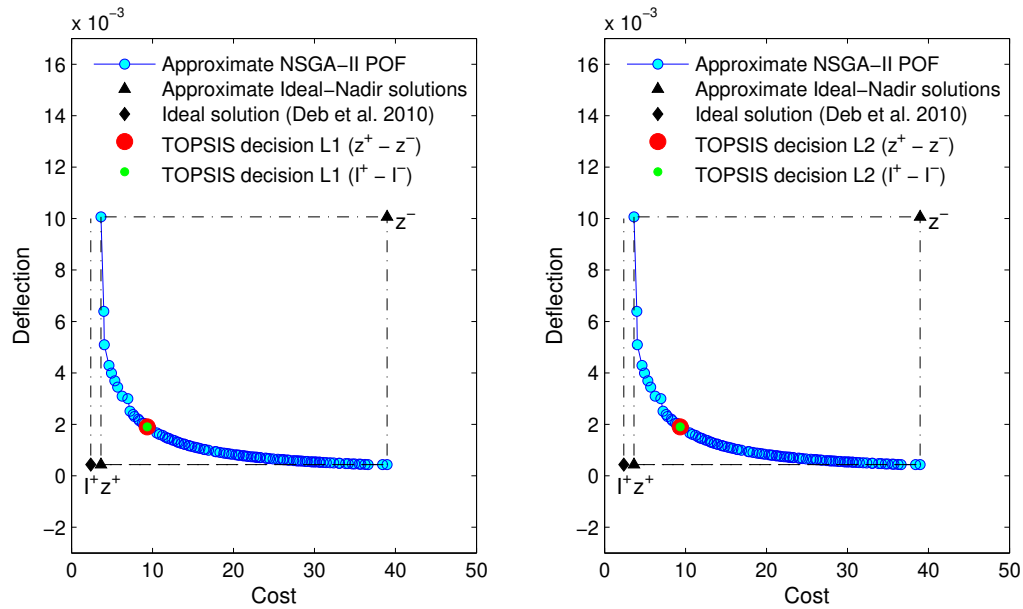 x 10⁻³
16
14
12
10
8
6
4
2
0
−2
Deflection
Approximate NSGA−II POF
Approximate Ideal−Nadir solutions
Ideal solution (Deb et al. 2010)
TOPSIS decision L1 (z⁺ − z⁻)
TOPSIS decision L1 (I⁺ − I⁻)
z⁻
I⁺ z⁺
0 10 20 30 40 50
Cost
x 10⁻³
16
14
12
10
8
6
4
2
0
−2
Deflection
Approximate NSGA−II POF
Approximate Ideal−Nadir solutions
Ideal solution (Deb et al. 2010)
TOPSIS decision L2 (z⁺ − z⁻)
TOPSIS decision L2 (I⁺ − I⁻)
z⁻
I⁺ z⁺
0 10 20 30 40 50
Cost